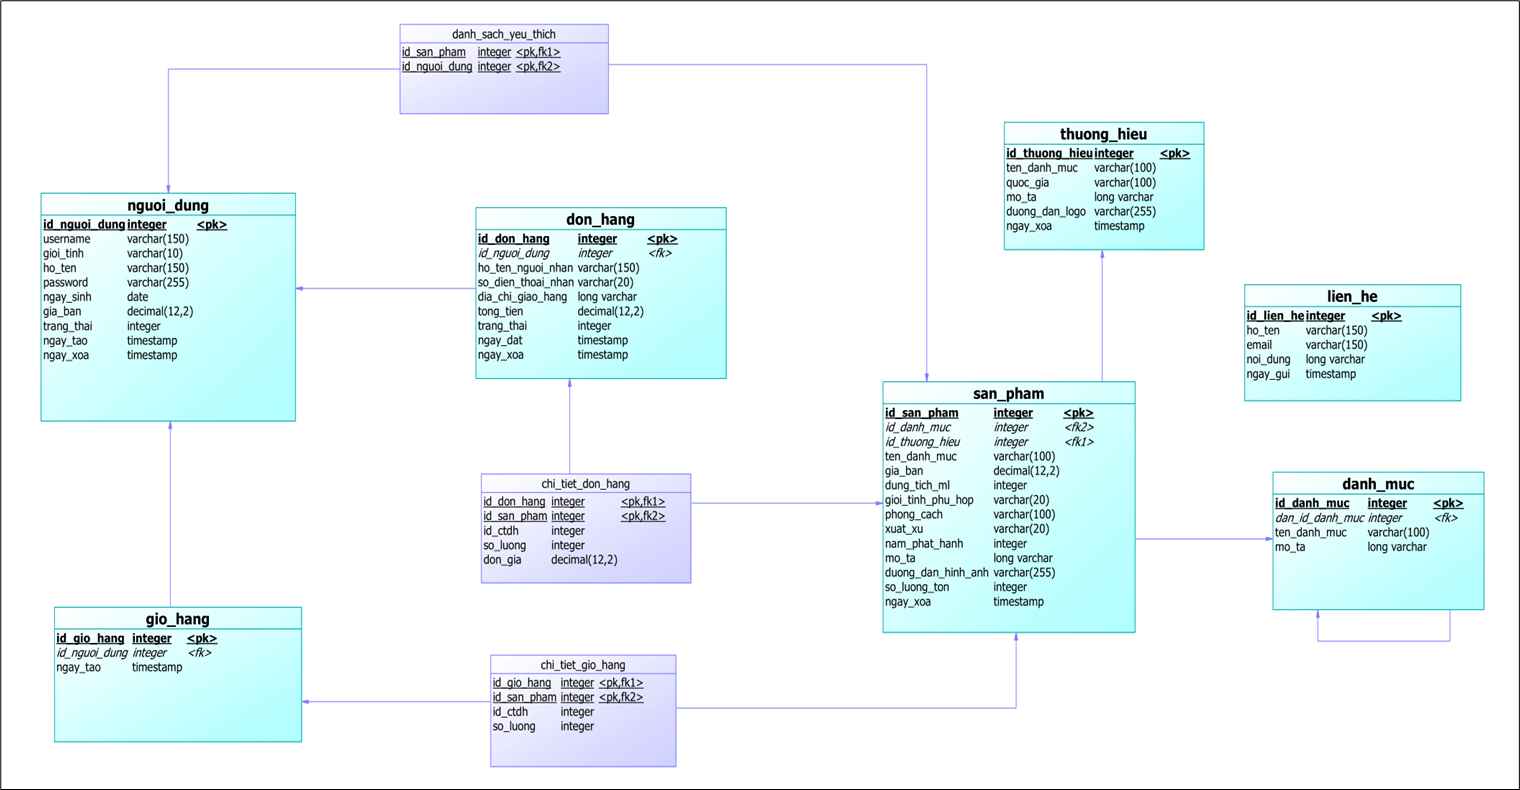 danh_sach_yeu_thich
id_san_pham integer <pk,fk1>
id_nguoi_dung integer <pk,fk2>
thuong_hieu
id_thuong_hieu integer <pk>
ten_danh_muc varchar(100)
quoc_gia varchar(100)
mo_ta long varchar
duong_dan_logo varchar(255)
ngay_xoa timestamp
nguoi_dung
id_nguoi_dung integer <pk>
username varchar(150)
gioi_tinh varchar(10)
ho_ten varchar(150)
password varchar(255)
ngay_sinh date
gia_ban decimal(12,2)
trang_thai integer
ngay_tao timestamp
ngay_xoa timestamp
don_hang
id_don_hang integer <pk>
id_nguoi_dung integer <fk>
ho_ten_nguoi_nhan varchar(150)
so_dien_thoai_nhan varchar(20)
dia_chi_giao_hang long varchar
tong_tien decimal(12,2)
trang_thai integer
ngay_dat timestamp
ngay_xoa timestamp
lien_he
id_lien_he integer <pk>
ho_ten varchar(150)
email varchar(150)
noi_dung long varchar
ngay_gui timestamp
san_pham
id_san_pham integer <pk>
id_danh_muc integer <fk2>
id_thuong_hieu integer <fk1>
ten_danh_muc varchar(100)
gia_ban decimal(12,2)
dung_tich_ml integer
gioi_tinh_phu_hop varchar(20)
phong_cach varchar(100)
xuat_xu varchar(20)
nam_phat_hanh integer
mo_ta long varchar
duong_dan_hinh_anh varchar(255)
so_luong_ton integer
ngay_xoa timestamp
chi_tiet_don_hang
id_don_hang integer <pk,fk1>
id_san_pham integer <pk,fk2>
id_ctdh integer
so_luong integer
don_gia decimal(12,2)
danh_muc
id_danh_muc integer <pk>
dan_id_danh_muc integer <fk>
ten_danh_muc varchar(100)
mo_ta long varchar
gio_hang
id_gio_hang integer <pk>
id_nguoi_dung integer <fk>
ngay_tao timestamp
chi_tiet_gio_hang
id_gio_hang integer <pk,fk1>
id_san_pham integer <pk,fk2>
id_ctdh integer
so_luong integer